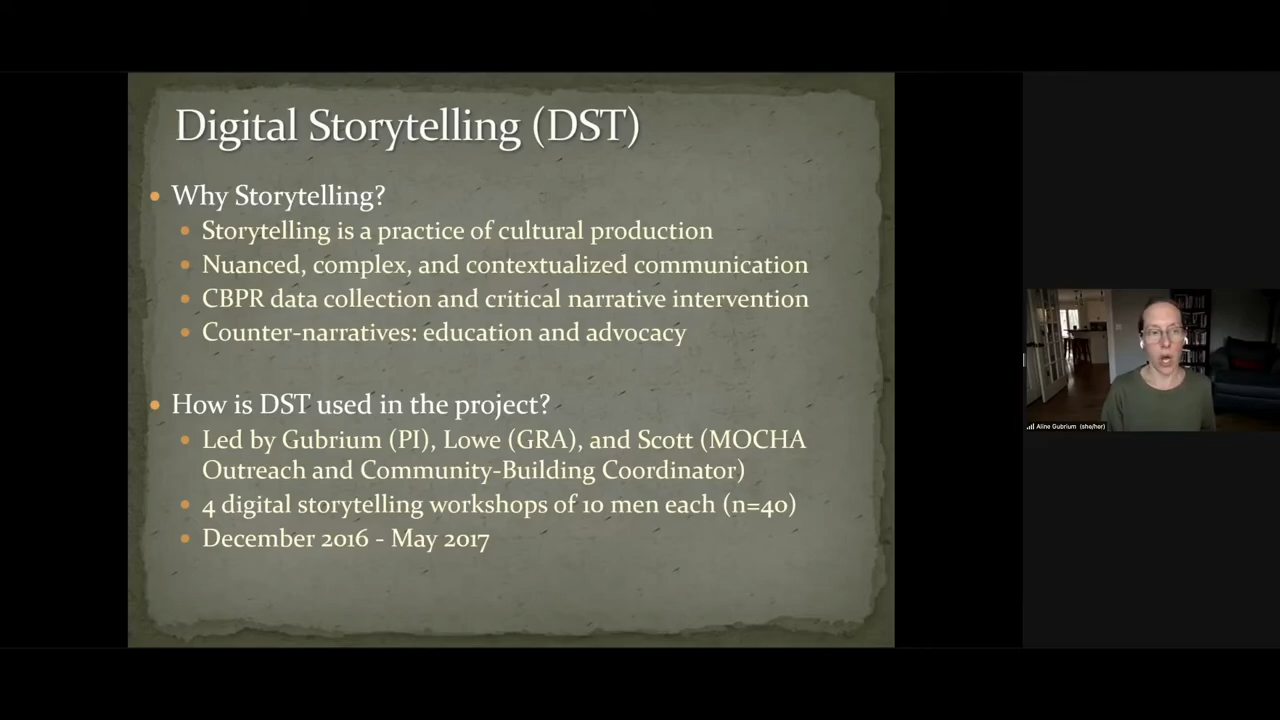 Digital Storytelling (DST)
Why Storytelling?
Storytelling is a practice of cultural production
Nuanced, complex, and contextualized communication
CBPR data collection and critical narrative intervention
Counter-narratives: education and advocacy
How is DST used in the project?
Led by Gubrium (PI), Lowe (GRA), and Scott (MOCHA
Outreach and Community-Building Coordinator)
4 digital storytelling workshops of 10 men each (n=40)
December 2016 - May 2017
Aline Gubrium (she/her)